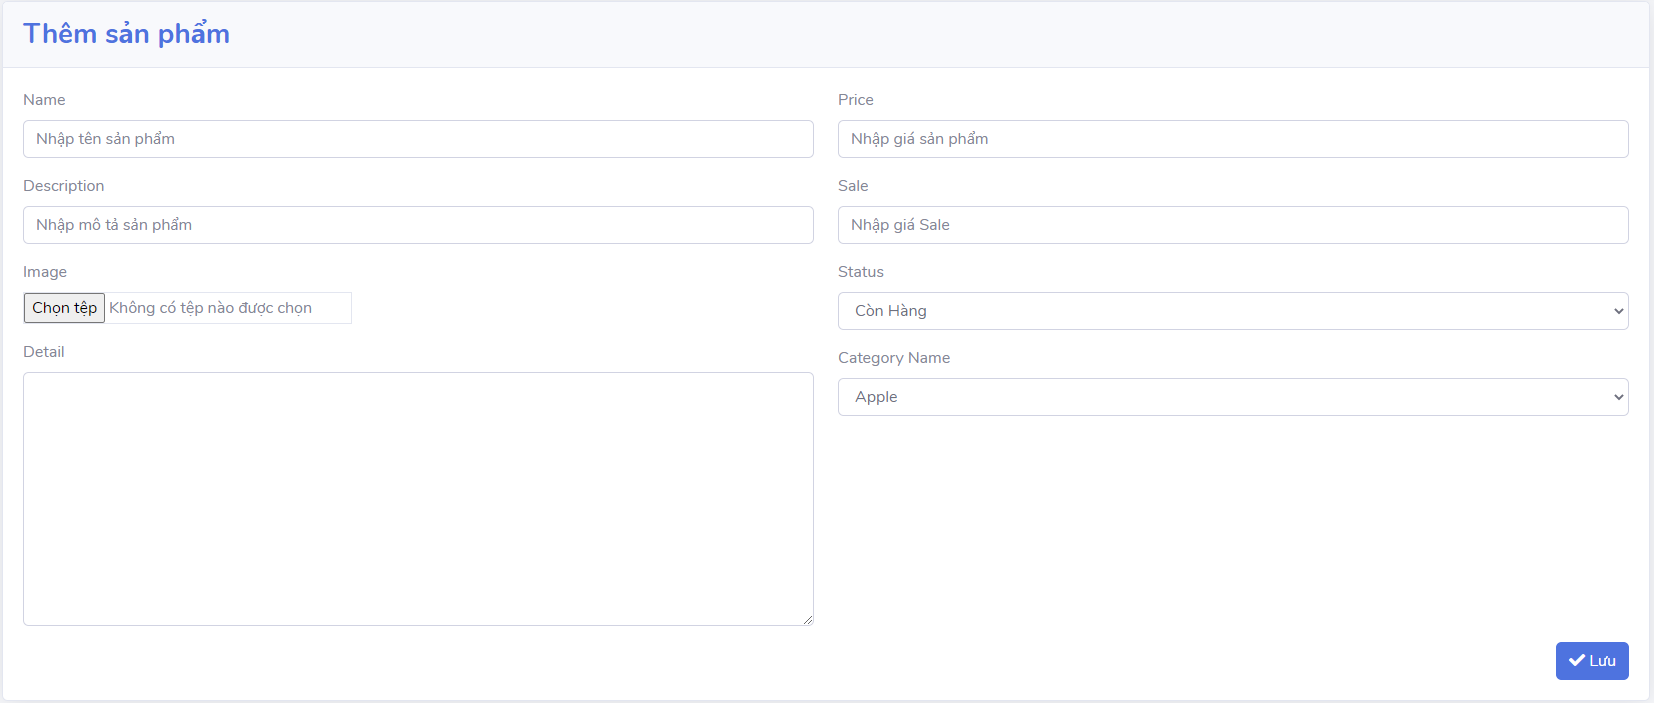 Thêm sản phẩm
Name
Nhập tên sản phẩm
Description
Nhập mô tả sản phẩm
Image
Chọn tệp Không có tệp nào được chọn
Detail
Price
Nhập giá sản phẩm
Sale
Nhập giá Sale
Status
Còn Hàng
Category Name
Apple
Lưu